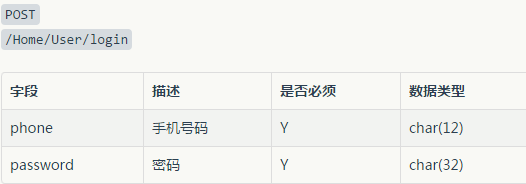 POST
/Home/User/login
字段 描述 是否必须 数据类型
phone 手机号码 Y char(12)
password 密码 Y char(32)